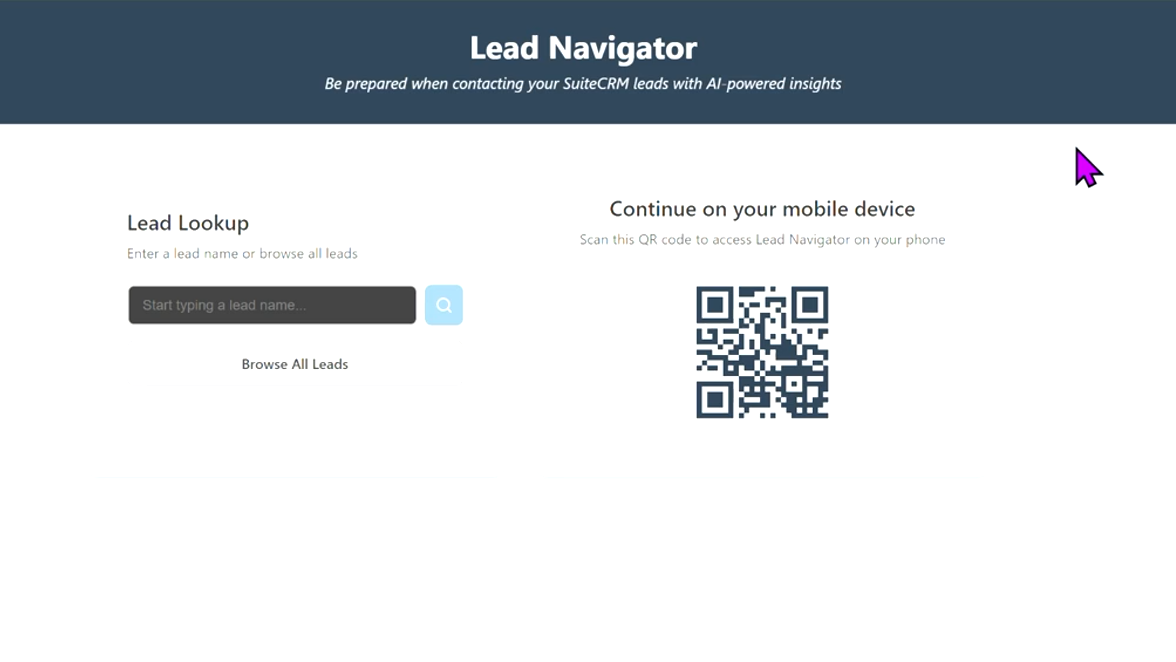 Lead Navigator
Be prepared when contacting your SuiteCRM leads with AI-powered insights
Lead Lookup
Enter a lead name or browse all leads
Start typing a lead name...
Browse All Leads
Continue on your mobile device
Scan this QR code to access Lead Navigator on your phone